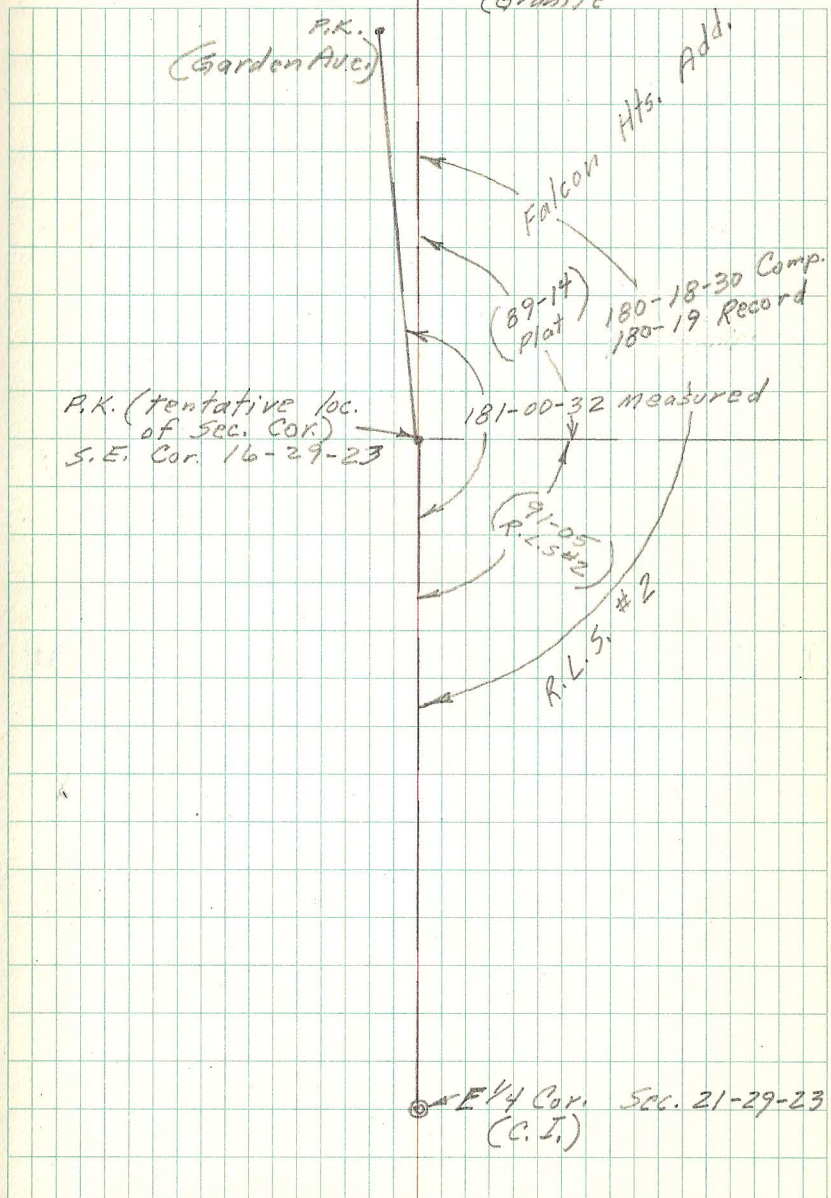 (Granite
P.K.
(Garden Ave.)
Falcon Hts. Add.
(89-14
Plat)
180-18-30 Comp.
180-19 Record
P.K. (tentative loc.
of Sec. Cor.)
S.E. Cor. 16-29-23
181-00-32 measured
(91-05
R.L.S #2)
R.L.S. #2
E 1/4 Cor. Sec. 21-29-23
(C.I.)